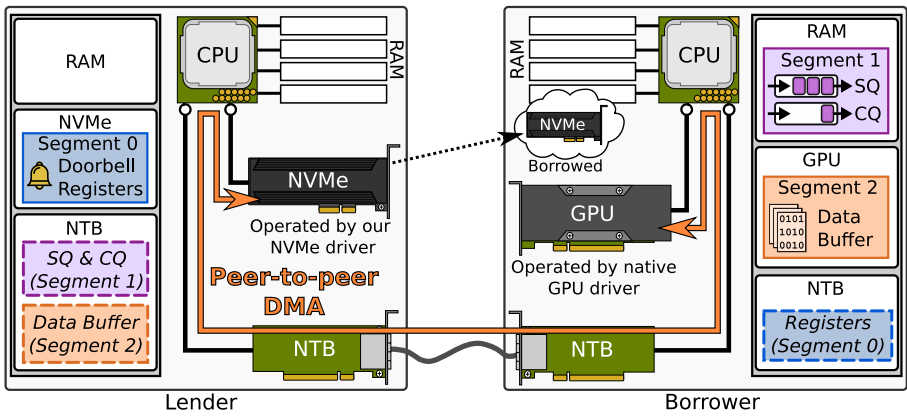 RAM
NVMe
Segment 0
Doorbell
Registers
NTB
SQ & CQ
(Segment 1)
Data Buffer
(Segment 2)
CPU
RAM
NVMe
Operated by our
NVMe driver
Peer-to-peer
DMA
NTB
Lender
RAM
CPU
NVMe
Borrowed
GPU
Operated by native
GPU driver
NTB
RAM
Segment 1
SQ
CQ
GPU
Segment 2
0101
1010
0010
Data
Buffer
NTB
Registers
(Segment 0)
Borrower